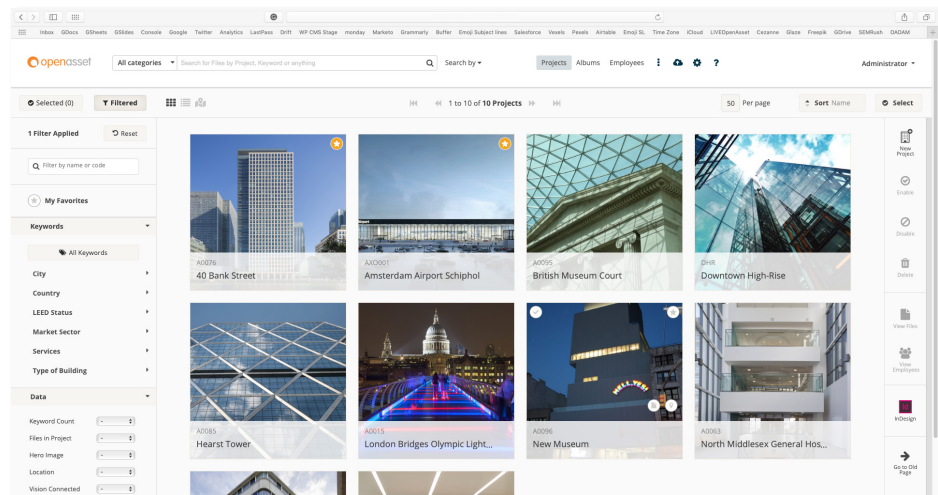 Inbox GDocs GSheets GSlides Console Google Twitter Analytics LastPass Drift WP CMS Stage monday Marketo Grammarly Buffer Emoji Subject lines Salesforce Vexels Pexels Airtable Emoji SL Time Zone iCloud LIVEOpenAsset Cezanne Glaze Freepik GDrive SEMRush OADAM
openasset
All categories
Search for Files by Project, Keyword or anything
Search by
Projects Albums Employees
?
Administrator
Selected (0)
Filtered
1 to 10 of 10 Projects
50 Per page
Sort Name
Select
1 Filter Applied
Reset
Filter by name or code
My Favorites
Keywords
All Keywords
City
Country
LEED Status
Market Sector
Services
Type of Building
Data
Keyword Count -
Files in Project -
Hero Image -
Location -
Vision Connected -
A0076
40 Bank Street
AXO001
Amsterdam Airport Schiphol
A0095
British Museum Court
DHR
Downtown High-Rise
A0085
Hearst Tower
A0015
London Bridges Olympic Light...
HELL, YES!
A0096
New Museum
A0063
North Middlesex General Hos...
New
Project
Enable
Disable
Delete
View Files
View
Employees
InDesign
Go to Old
Page